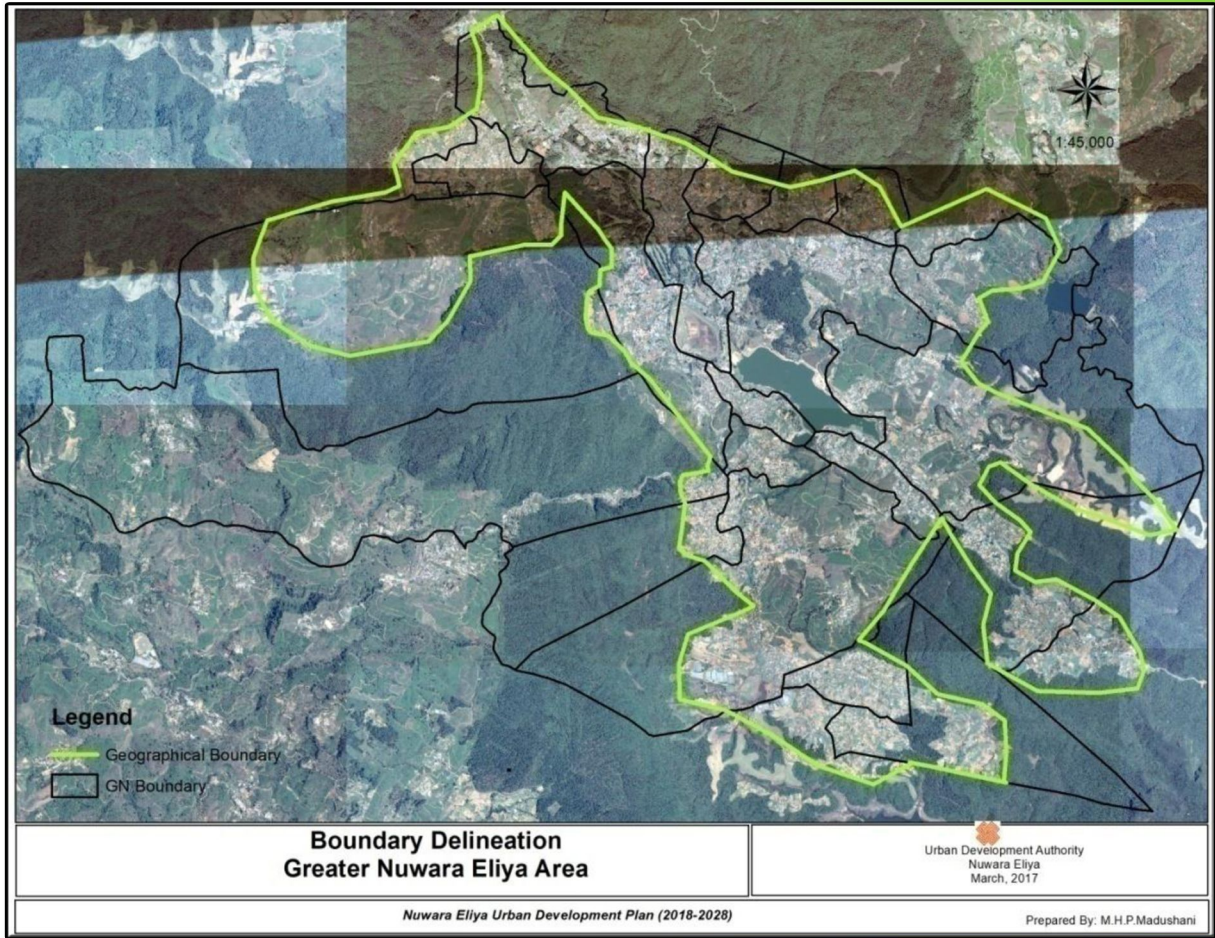 1:45,000
Legend
Geographical Boundary
GN Boundary
Boundary Delineation
Greater Nuwara Eliya Area
Urban Development Authority
Nuwara Eliya
March, 2017
Nuwara Eliya Urban Development Plan (2018-2028)
Prepared By: M.H.P.Madushani